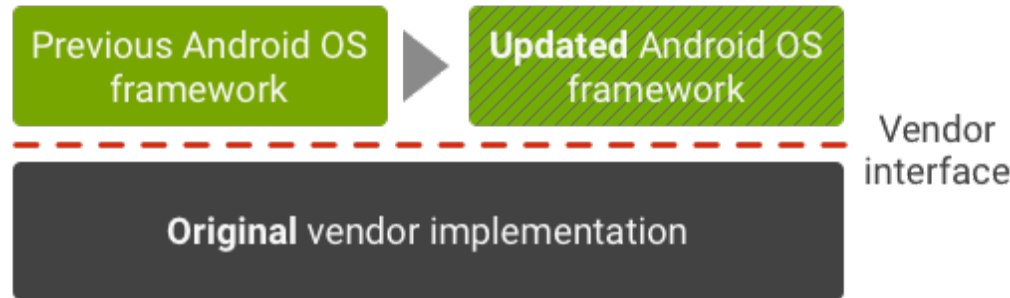 Previous Android OS
framework
Updated Android OS
framework
Vendor
interface
Original vendor implementation